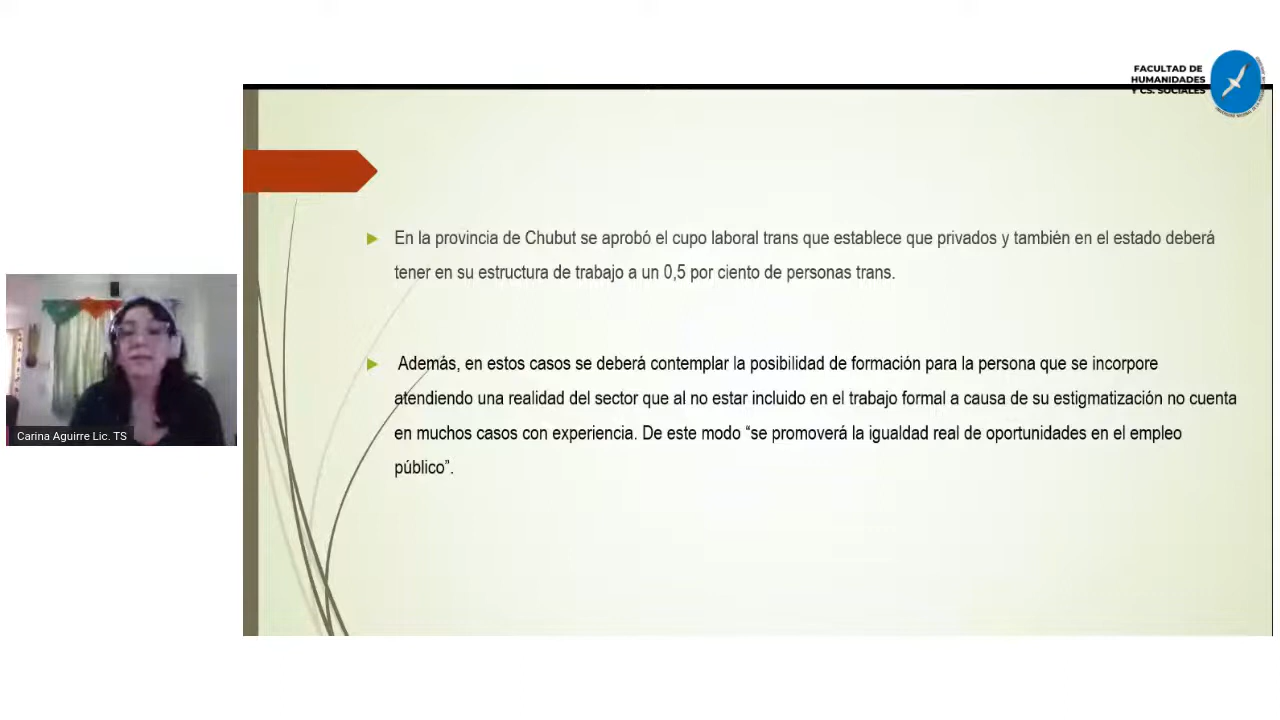 FACULTAD DE
HUMANIDADES
Y CS. SOCIALES
En la provincia de Chubut se aprobó el cupo laboral trans que establece que privados y también en el estado deberá
tener en su estructura de trabajo a un 0,5 por ciento de personas trans.
Además, en estos casos se deberá contemplar la posibilidad de formación para la persona que se incorpore
atendiendo una realidad del sector que al no estar incluido en el trabajo formal a causa de su estigmatización no cuenta
en muchos casos con experiencia. De este modo “se promoverá la igualdad real de oportunidades en el empleo
público”.
Carina Aguirre Lic. TS